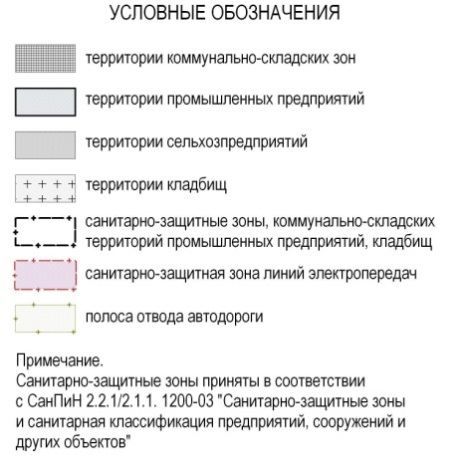 УСЛОВНЫЕ ОБОЗНАЧЕНИЯ
территории коммунально-складских зон
территории промышленных предприятий
территории сельхозпредприятий
территории кладбищ
санитарно-защитные зоны, коммунально-складских
территорий промышленных предприятий, кладбищ
санитарно-защитная зона линий электропередач
полоса отвода автодороги
Примечание.
Санитарно-защитные зоны приняты в соответствии
с СанПиН 2.2.1/2.1.1. 1200-03 "Санитарно-защитные зоны
и санитарная классификация предприятий, сооружений и
других объектов"